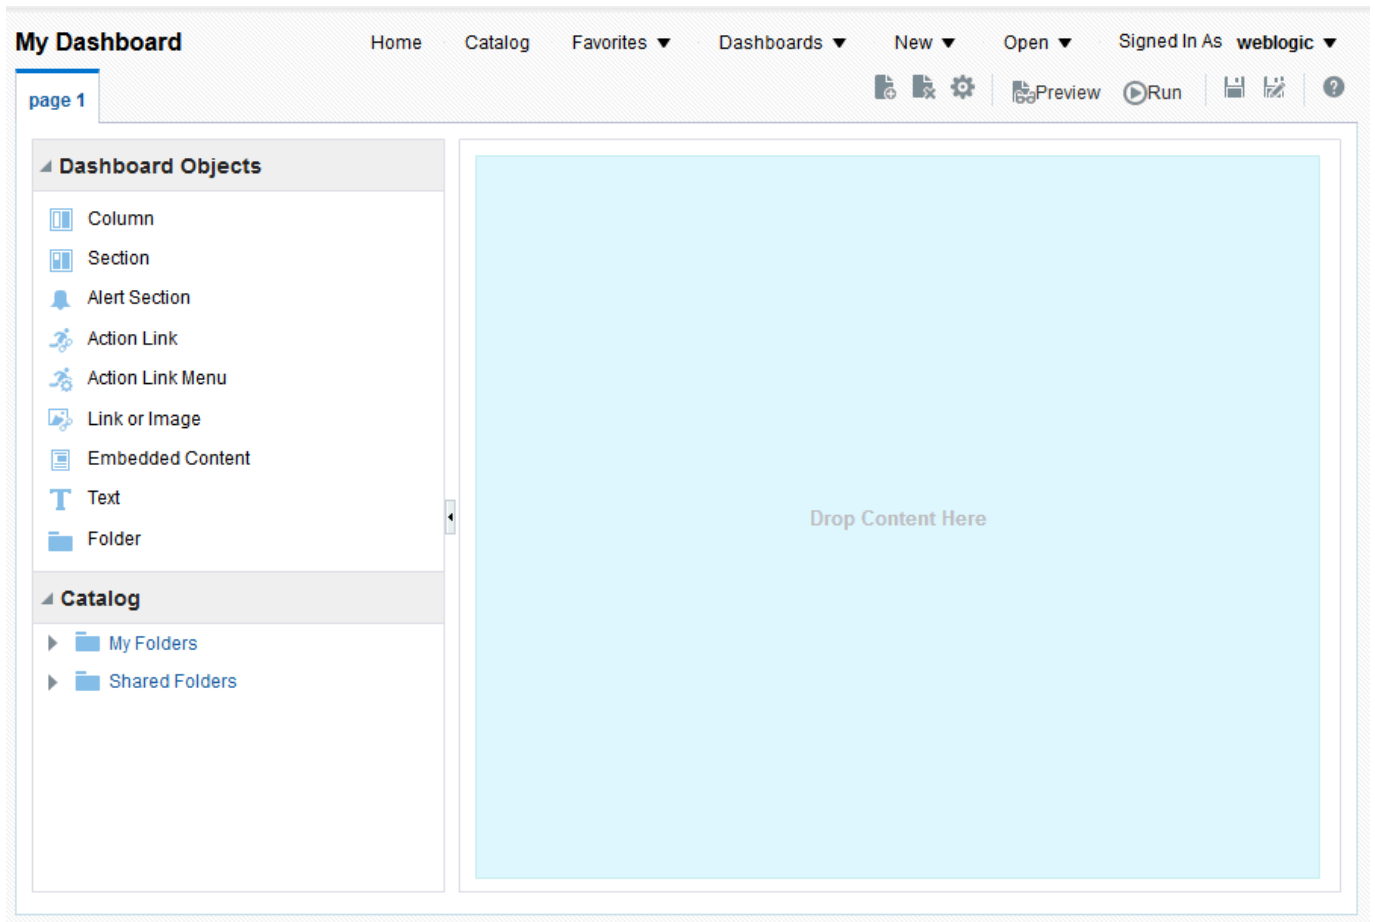 My Dashboard
Home Catalog Favorites Dashboards New Open Signed In As weblogic
page 1
Preview Run
Dashboard Objects
Column
Section
Alert Section
Action Link
Action Link Menu
Link or Image
Embedded Content
Text
Folder
Catalog
My Folders
Shared Folders
Drop Content Here